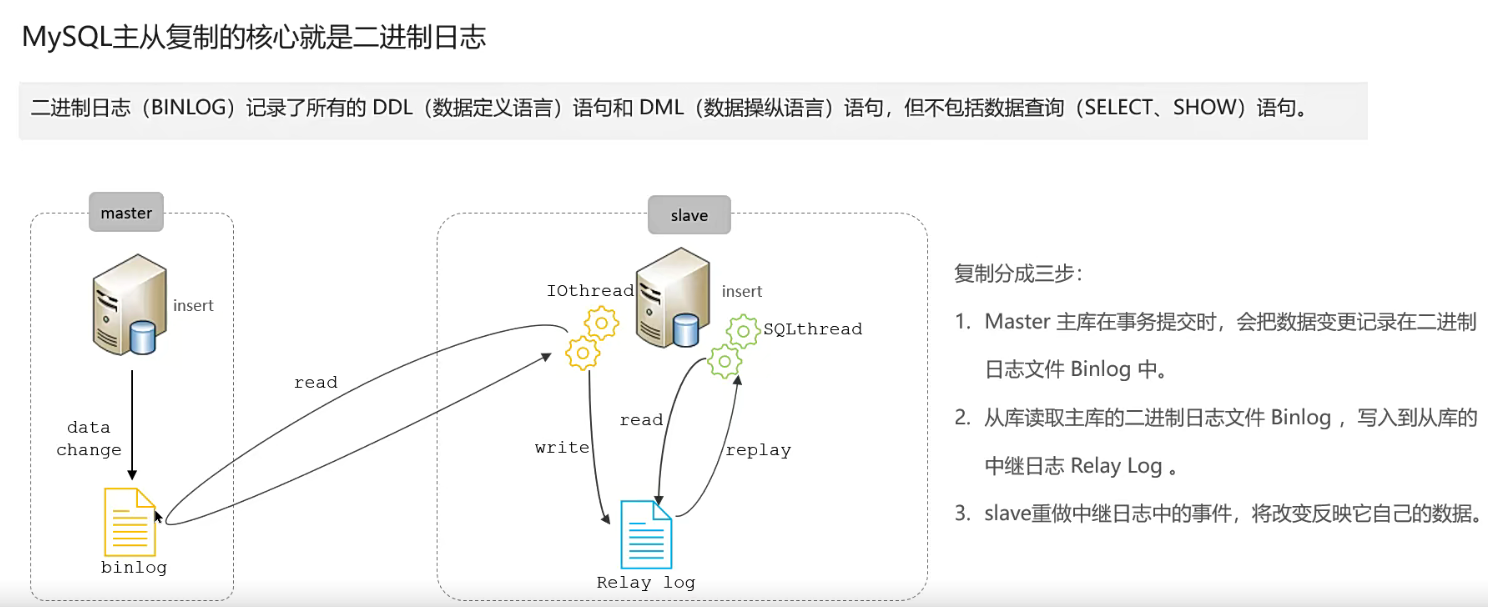 MySQL主从复制的核心就是二进制日志
二进制日志（BINLOG）记录了所有的 DDL（数据定义语言）语句和 DML（数据操纵语言）语句，但不包括数据查询（SELECT、SHOW）语句。
master
insert
data
change
binlog
read
slave
IOthread
insert
SQLthread
read
write
replay
Relay log
复制分成三步：
1. Master 主库在事务提交时，会把数据变更记录在二进制
日志文件 Binlog 中。
2. 从库读取主库的二进制日志文件 Binlog ，写入到从库的
中继日志 Relay Log 。
3. slave重做中继日志中的事件，将改变反映它自己的数据。